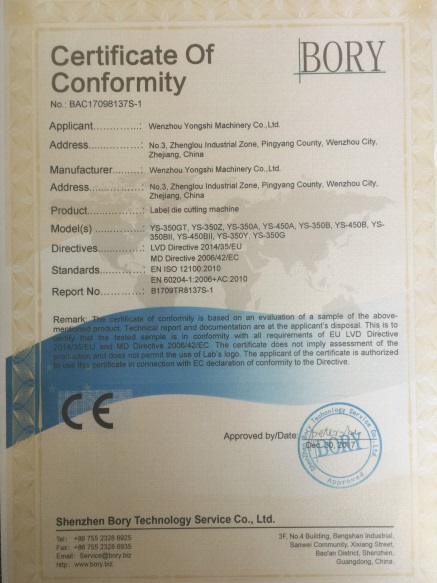 Certificate Of
Conformity
BORY
No.: BAC17098137S-1
Applicant..............: Wenzhou Yongshi Machinery Co.,Ltd.
Address................: No.3, Zhenglou Industrial Zone, Pingyang County, Wenzhou City,
Zhejiang, China
Manufacturer..........: Wenzhou Yongshi Machinery Co.,Ltd.
Address................: No.3, Zhenglou Industrial Zone, Pingyang County, Wenzhou City,
Zhejiang, China
Product.................: Label die cutting machine
Model(s)...............: YS-350GT, YS-350Z, YS-350A, YS-450A, YS-350B, YS-450B, YS-
350BII, YS-450BII, YS-350Y, YS-350G
Directives..............: LVD Directive 2014/35/EU
MD Directive 2006/42/EC
Standards..............: EN ISO 12100:2010
EN 60204-1:2006+AC:2010
Report No.............: B1709TR8137S-1
Remark: The certificate of conformity is based on an evaluation of a sample of the above-
mentioned product. Technical report and documentation are at the applicant's disposal. This is to
certify that the tested sample is in conformity with all requirements of EU LVD Directive
2014/35/EU and MD Directive 2006/42/EC. The certificate does not imply assessment of the
production and does not permit the use of Lab's logo. The applicant of the certificate is authorized
to use this certificate in connection with EC declaration of conformity to the Directive.
CE
Shenzhen Bory Technology Service Co., Ltd.
Approved by/Date
Dec 20, 2017
BORY
Approved
Shenzhen Bory Technology Service Co., Ltd.
Tel: +86 755 2328 6925
Fax: +86 755 2328 6935
Email: Service@bory.biz
http: www.bory.biz
3F, No.4 Building, Bangshan Industrial,
Sanwei Community, Xixiang Street,
Bao'an District, Shenzhen,
Guangdong, China.